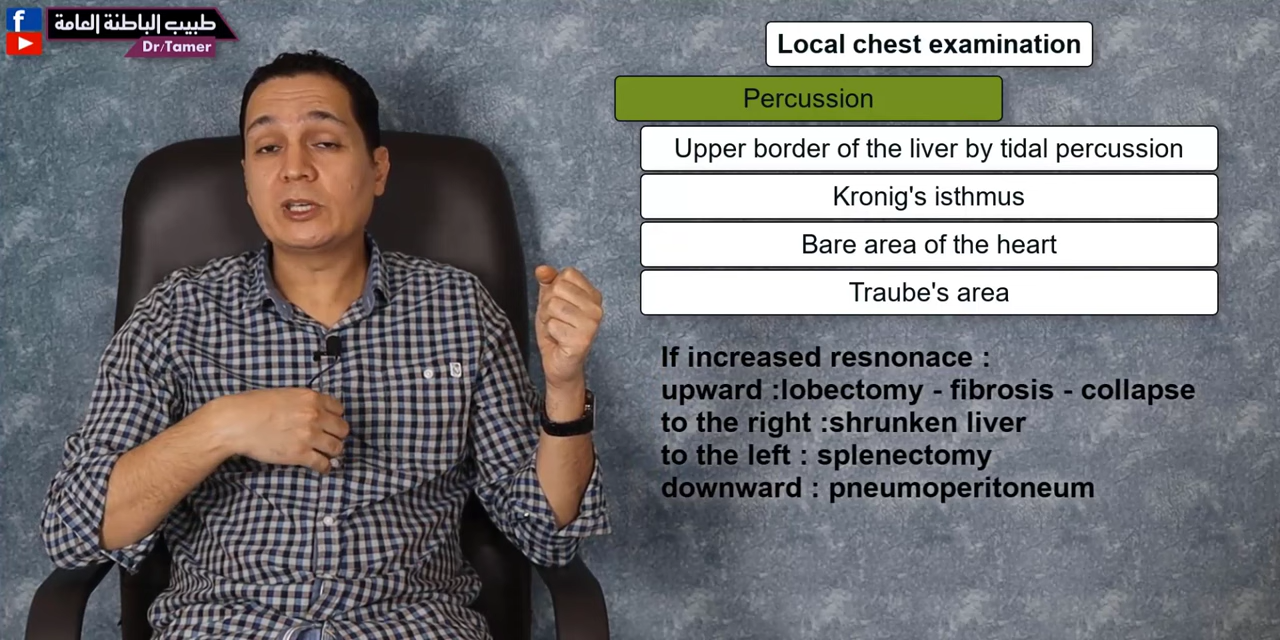 f
طبيب الباطنة العامة
Dr/Tamer
Local chest examination
Percussion
Upper border of the liver by tidal percussion
Kronig's isthmus
Bare area of the heart
Traube's area
If increased resnonace :
upward :lobectomy - fibrosis - collapse
to the right :shrunken liver
to the left : splenectomy
downward : pneumoperitoneum